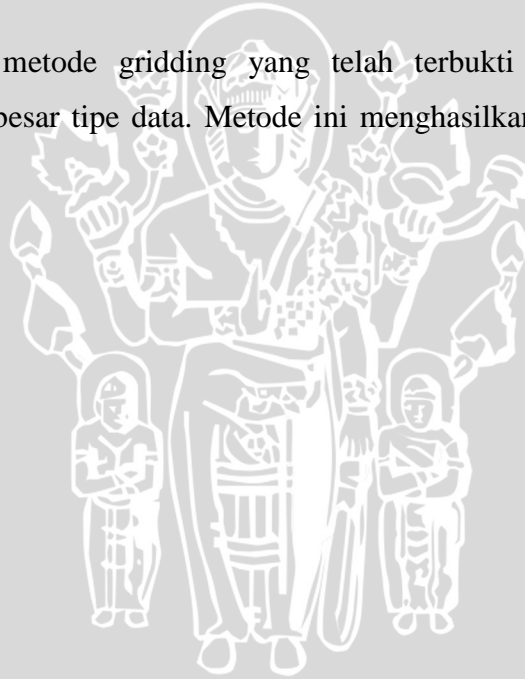 metode gridding yang telah terbukti
besar tipe data. Metode ini menghasilkan